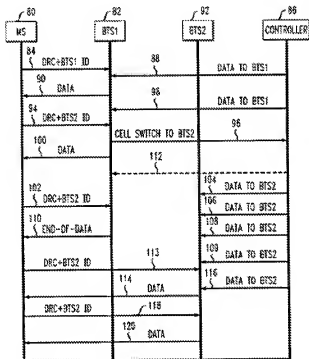 80 82 92 86
MS BTS1 BTS2 CONTROLLER
84 DRC+BTS1 ID
88 DATA TO BTS1
90 DATA
98 DATA TO BTS1
94 DRC+BTS2 ID
CELL SWITCH TO BTS2 96
100 DATA
112
102 DRC+BTS2 ID
104 DATA TO BTS2
106 DATA TO BTS2
110 END-OF-DATA
108 DATA TO BTS2
109 DATA TO BTS2
DRC+BTS2 ID 113
116 DATA TO BTS2
114 DATA
DRC+BTS2 ID 118
120 DATA